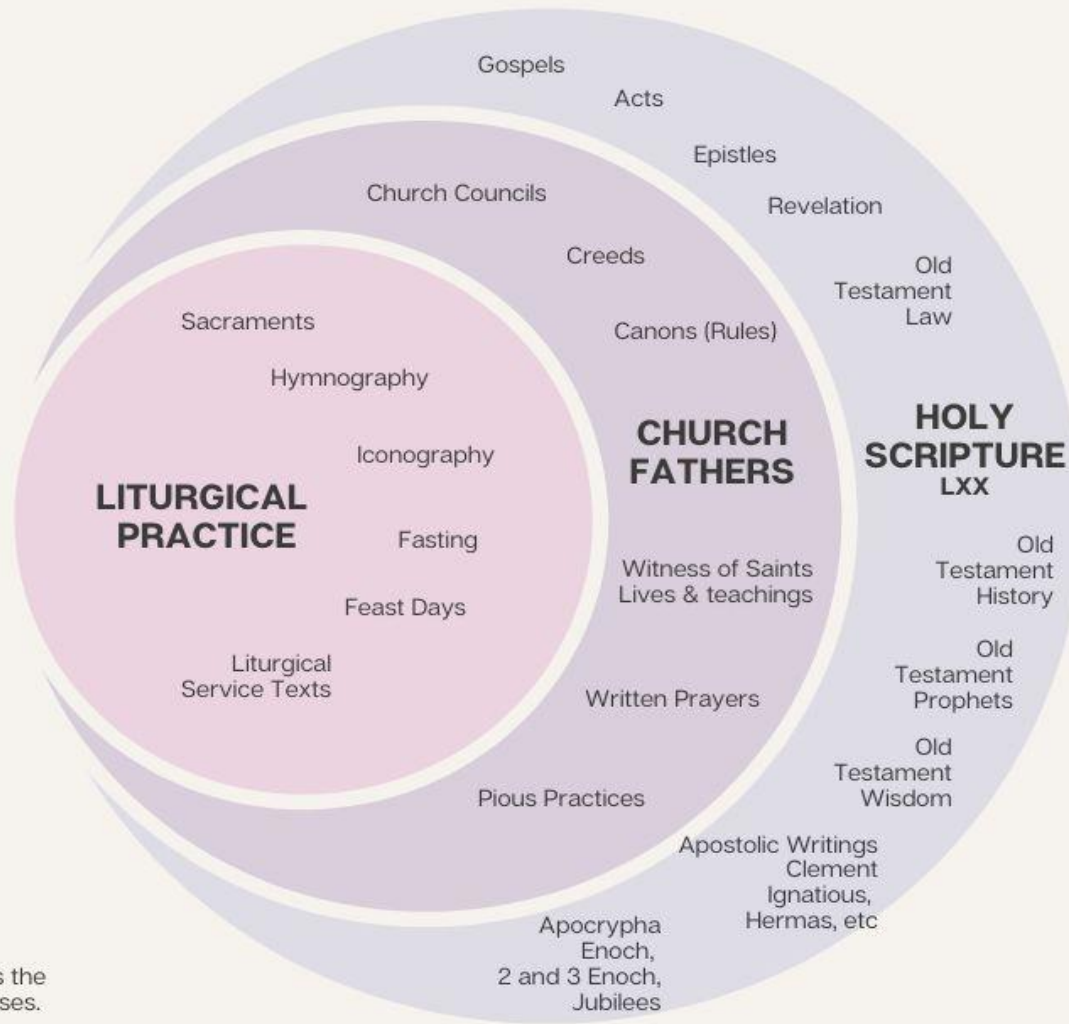 Gospels
Acts
Epistles
Revelation
Old
Testament
Law
HOLY
SCRIPTURE
LXX
Old
Testament
History
Old
Testament
Prophets
Old
Testament
Wisdom
Apostolic Writings
Clement
Ignatious,
Hermas, etc
Apocrypha
Enoch,
2 and 3 Enoch,
Jubilees
Church Councils
Creeds
Canons (Rules)
CHURCH
FATHERS
Witness of Saints
Lives & teachings
Written Prayers
Pious Practices
Sacraments
Hymnography
Iconography
LITURGICAL
PRACTICE
Fasting
Feast Days
Liturgical
Service Texts
the